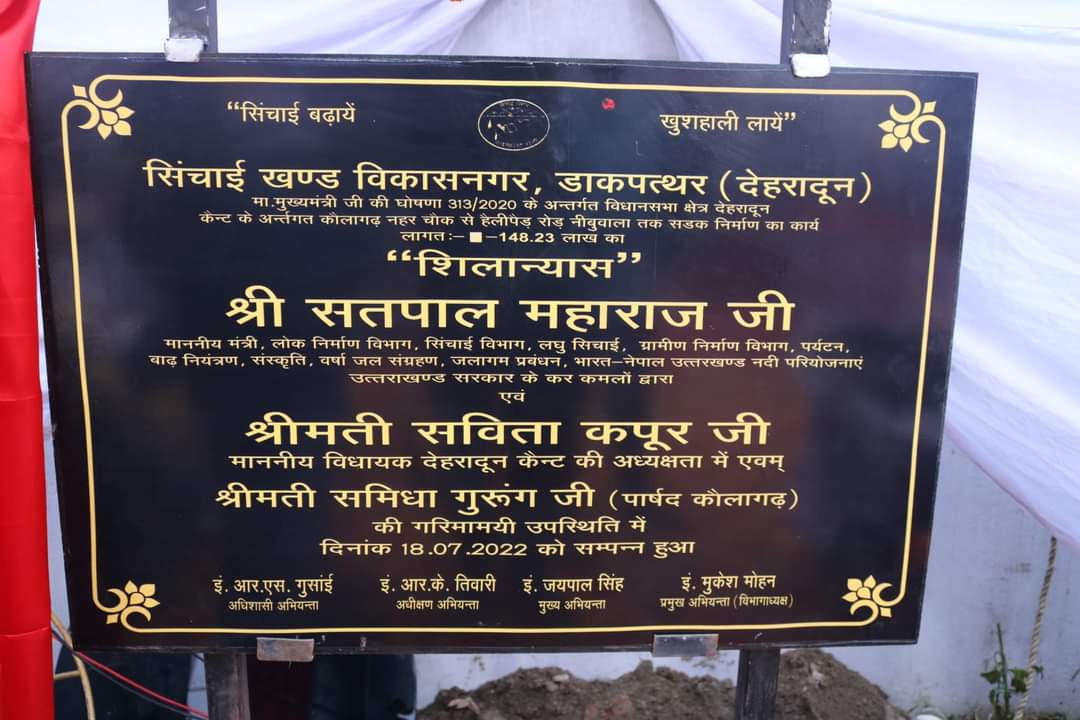 “सिंचाई बढ़ायें
खुशहाली लायें”
सिंचाई खण्ड विकासनगर, डाकपत्थर (देहरादून)
मा.मुख्यमंत्री जी की घोषणा 313/2020 के अन्तर्गत विधानसभा क्षेत्र देहरादून
कैन्ट के अर्न्तगत कौलागढ़ नहर चौक से हैलीपेड़ रोड़ नीबुवाला तक सडक निर्माण का कार्य
लागतः– ■–148.23 लाख का
“शिलान्यास”
श्री सतपाल महाराज जी
माननीय मंत्री, लोक निर्माण विभाग, सिंचाई विभाग, लघु सिचाई, ग्रामीण निर्माण विभाग, पर्यटन,
बाढ़ नियंत्रण, संस्कृति, वर्षा जल संग्रहण, जलागम प्रबंधन, भारत–नेपाल उत्तरखण्ड नदी परियोजनाएं
उत्तराखण्ड सरकार के कर कमलों द्वारा
एवं
श्रीमती सविता कपूर जी
माननीय विधायक देहरादून कैन्ट की अध्यक्षता में एवम्
श्रीमती समिधा गुरूंग जी (पार्षद कौलागढ़)
की गरिमामयी उपस्थिति में
दिनांक 18.07.2022 को सम्पन्न हुआ
इं. आर.एस. गुसांई इं. आर.के. तिवारी इं. जयपाल सिंह इं. मुकेश मोहन
अधिशासी अभियन्ता अधीक्षण अभियन्ता मुख्य अभियन्ता प्रमुख अभियन्ता (विभागाध्यक्ष)